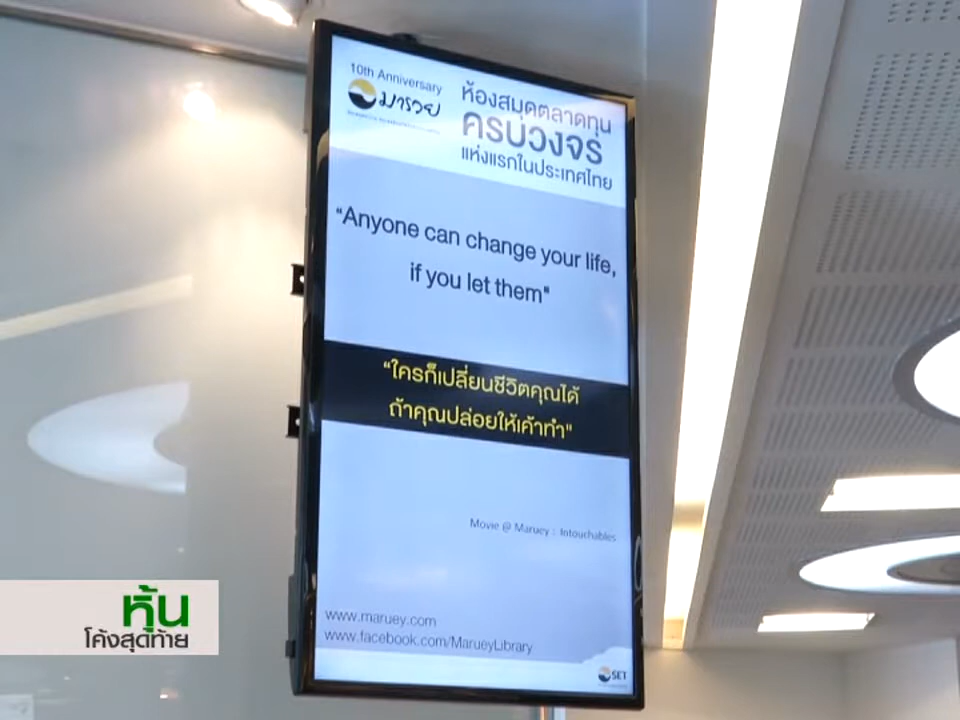 10th Anniversary
มารวย
ห้องสมุดตลาดทุน
ครบวงจร
แห่งแรกในประเทศไทย
"Anyone can change your life,
if you let them"
"ใครก็เปลี่ยนชีวิตคุณได้
ถ้าคุณปล่อยให้เค้าทำ"
Movie @ Maruey : Intouchables
www.maruey.com
www.facebook.com/MarueyLibrary
SET
หุ้น
โค้งสุดท้าย